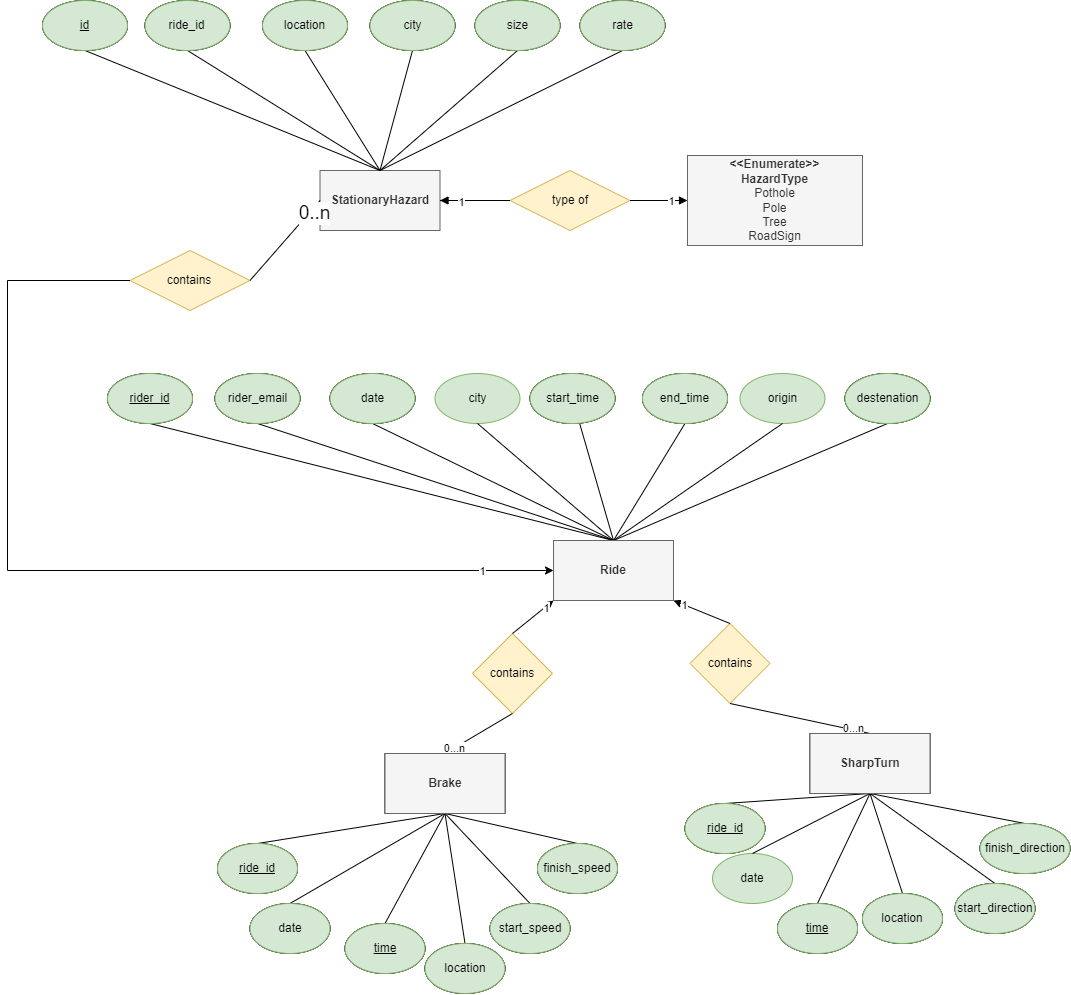 id
ride_id
location
city
size
rate
<<Enumerate>>
HazardType
Pothole
Pole
Tree
RoadSign
StationaryHazard
1
type of
1
0..n
contains
rider_id
rider_email
date
city
start_time
end_time
origin
destenation
1
Ride
1
1
contains
contains
0...n
0...n
Brake
SharpTurn
ride_id
date
time
location
start_speed
finish_speed
ride_id
date
time
location
start_direction
finish_direction